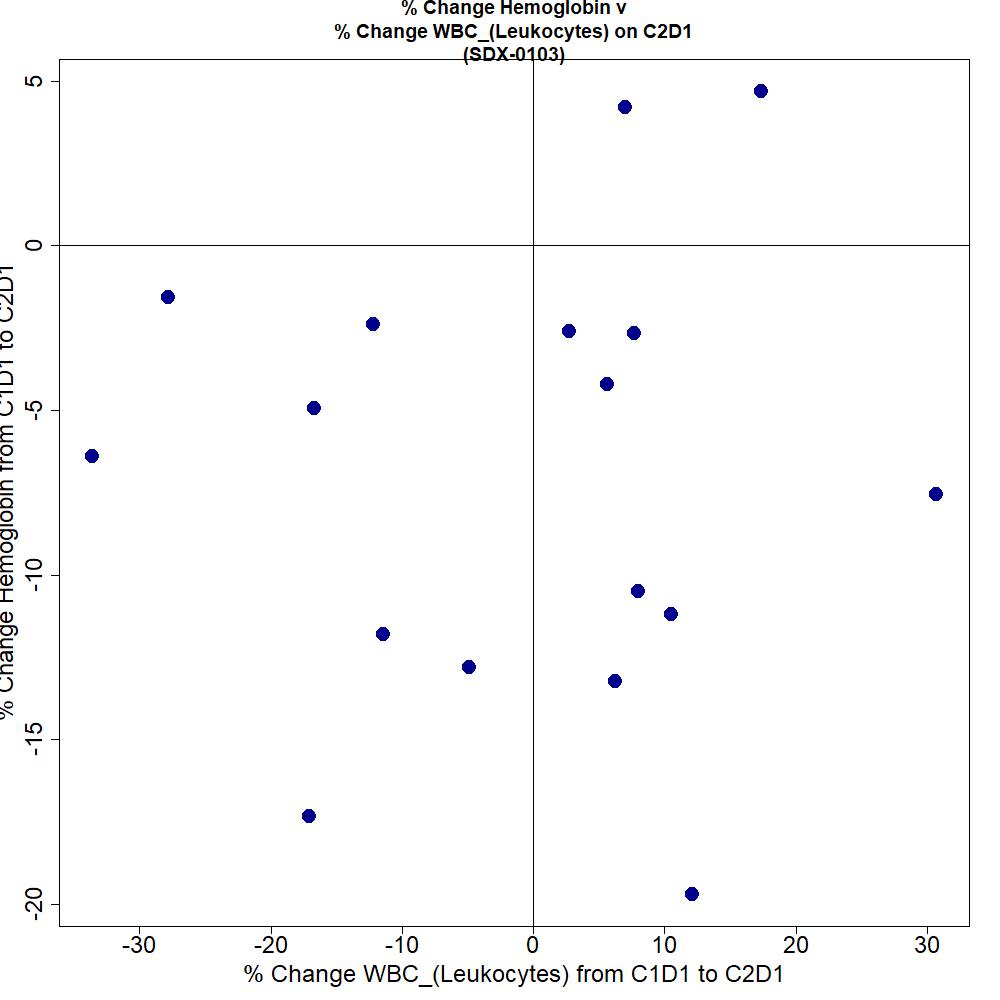 % Change Hemoglobin v
% Change WBC_(Leukocytes) on C2D1
(SDX-0103)
% Change Hemoglobin from C1D1 to C2D1
5
0
-5
-10
-15
-20
-30
-20
-10
0
10
20
30
% Change WBC_(Leukocytes) from C1D1 to C2D1